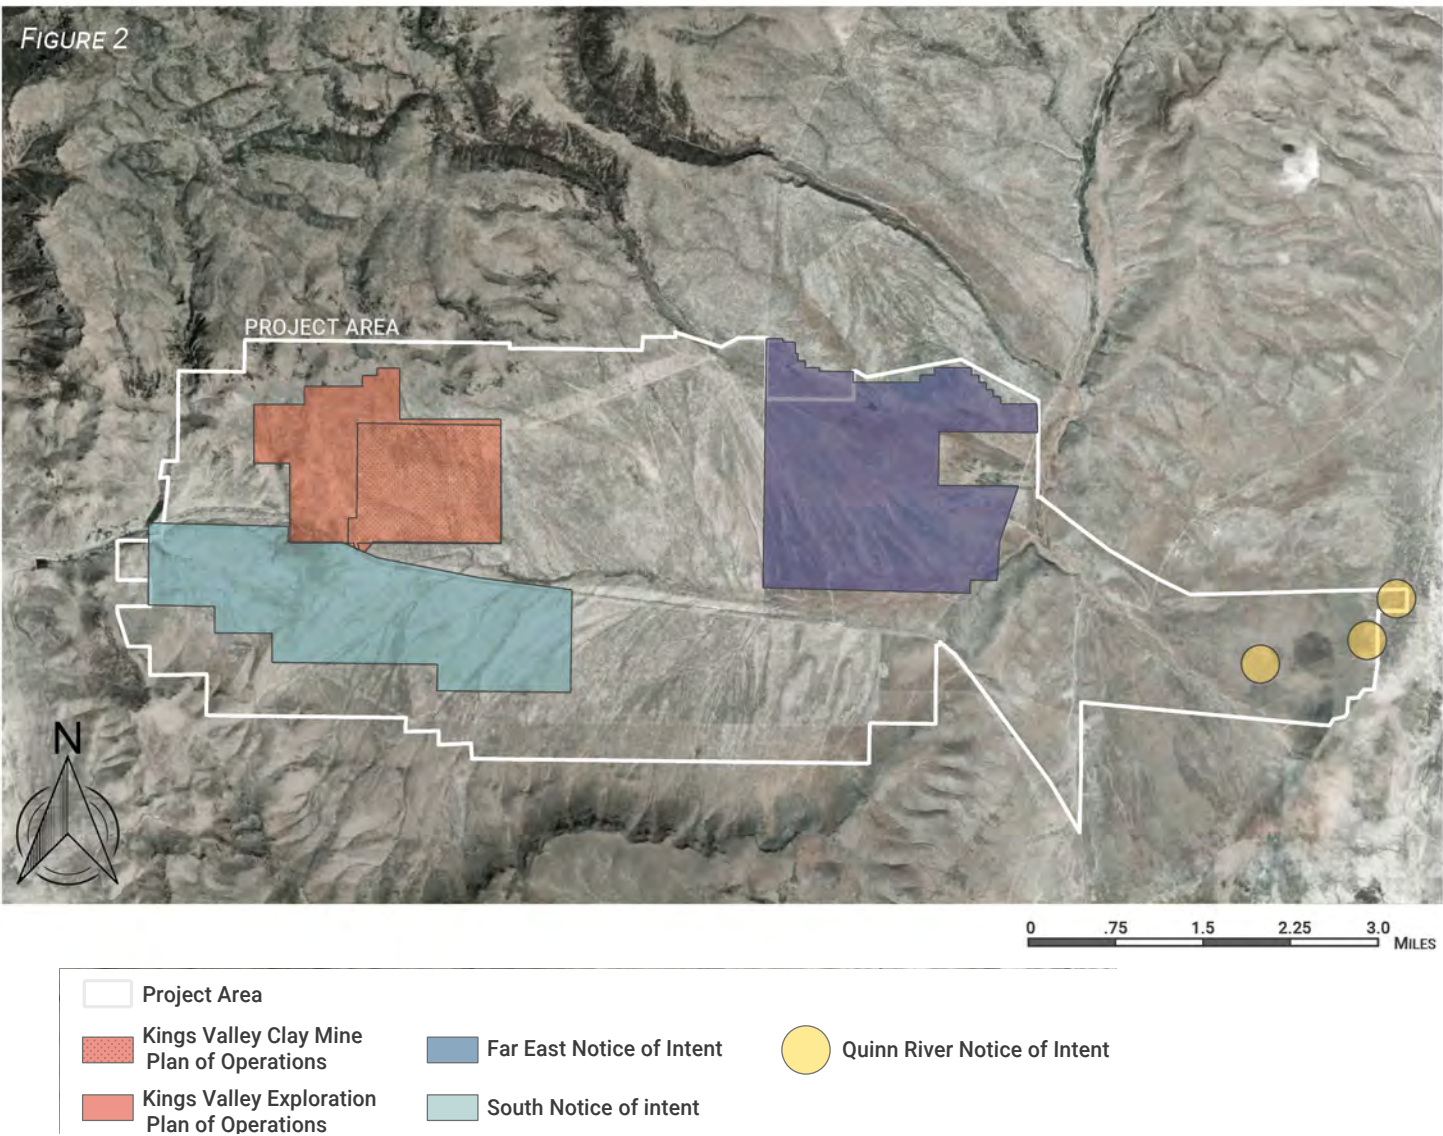 FIGURE 2
PROJECT AREA
N
0 .75 1.5 2.25 3.0
MILES
Project Area
Kings Valley Clay Mine
Plan of Operations
Far East Notice of Intent
Quinn River Notice of Intent
Kings Valley Exploration
Plan of Operations
South Notice of intent